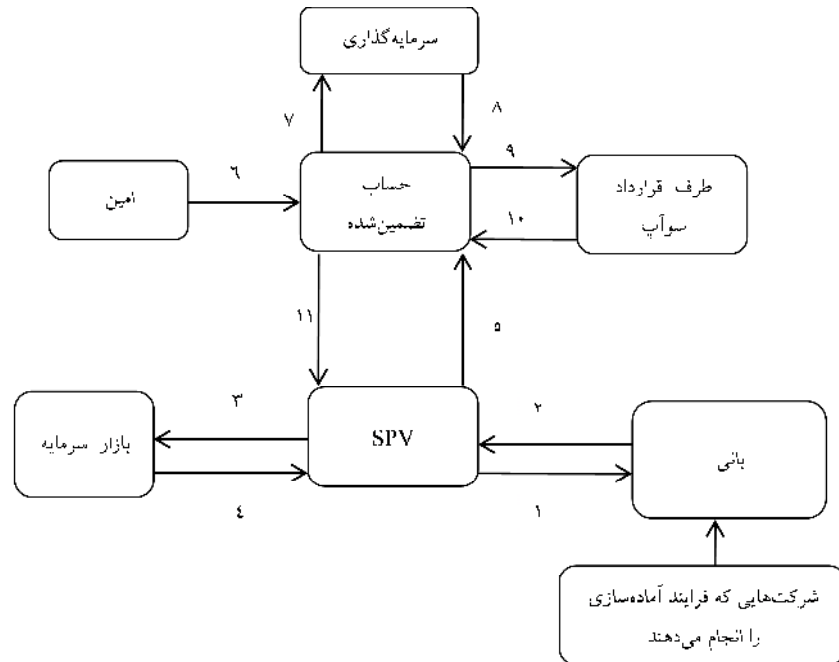 سرمایه‌گذاری
۷
۸
امین
۶
حساب
تضمین‌شده
۹
۱۰
طرف قرارداد
سوآپ
۱۱
۵
بازار سرمایه
۳
۴
SPV
۲
۱
بانی
شرکت‌هایی که فرایند آماده‌سازی
را انجام می‌دهند